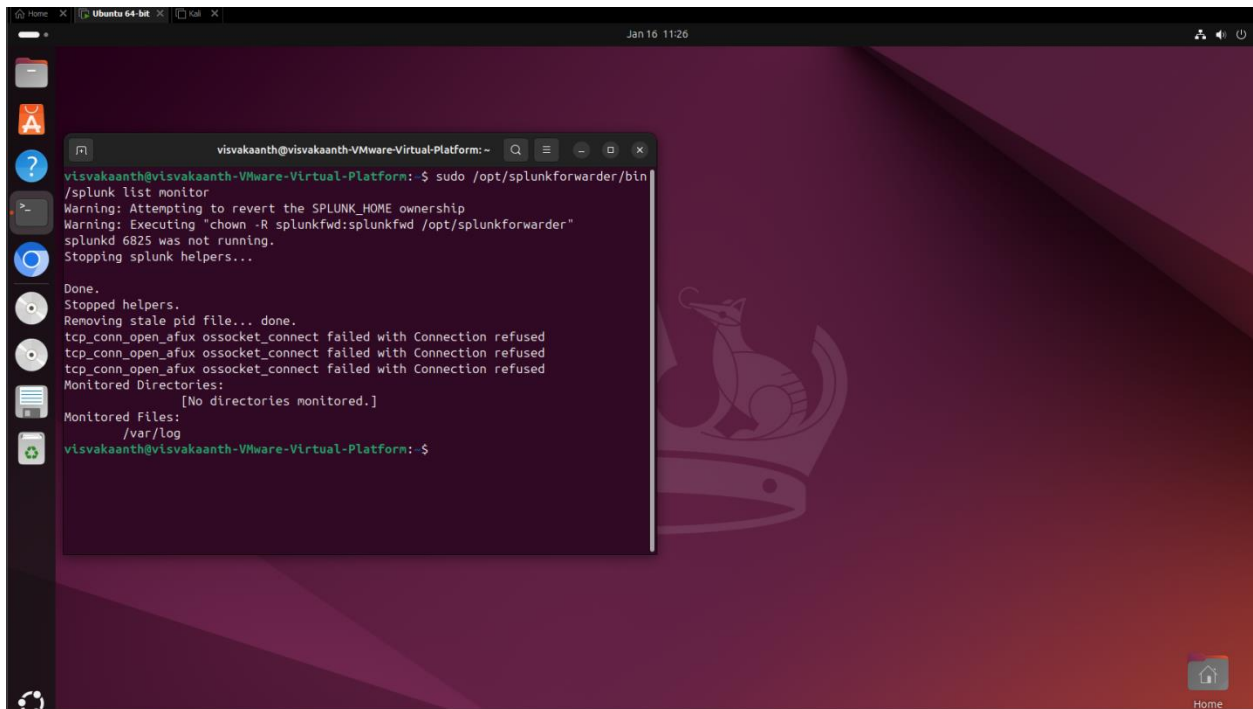 Home
Ubuntu 64-bit
Kali
Jan 16 11:26
visvakaanth@visvakaanth-VMware-Virtual-Platform: ~
visvakaanth@visvakaanth-VMware-Virtual-Platform:~$ sudo /opt/splunkforwarder/bin
/splunk list monitor
Warning: Attempting to revert the SPLUNK_HOME ownership
Warning: Executing "chown -R splunkfwd:splunkfwd /opt/splunkforwarder"
splunkd 6825 was not running.
Stopping splunk helpers...
Done.
Stopped helpers.
Removing stale pid file... done.
tcp_conn_open_afux ossocket_connect failed with Connection refused
tcp_conn_open_afux ossocket_connect failed with Connection refused
tcp_conn_open_afux ossocket_connect failed with Connection refused
Monitored Directories:
[No directories monitored.]
Monitored Files:
/var/log
visvakaanth@visvakaanth-VMware-Virtual-Platform:~$
Home